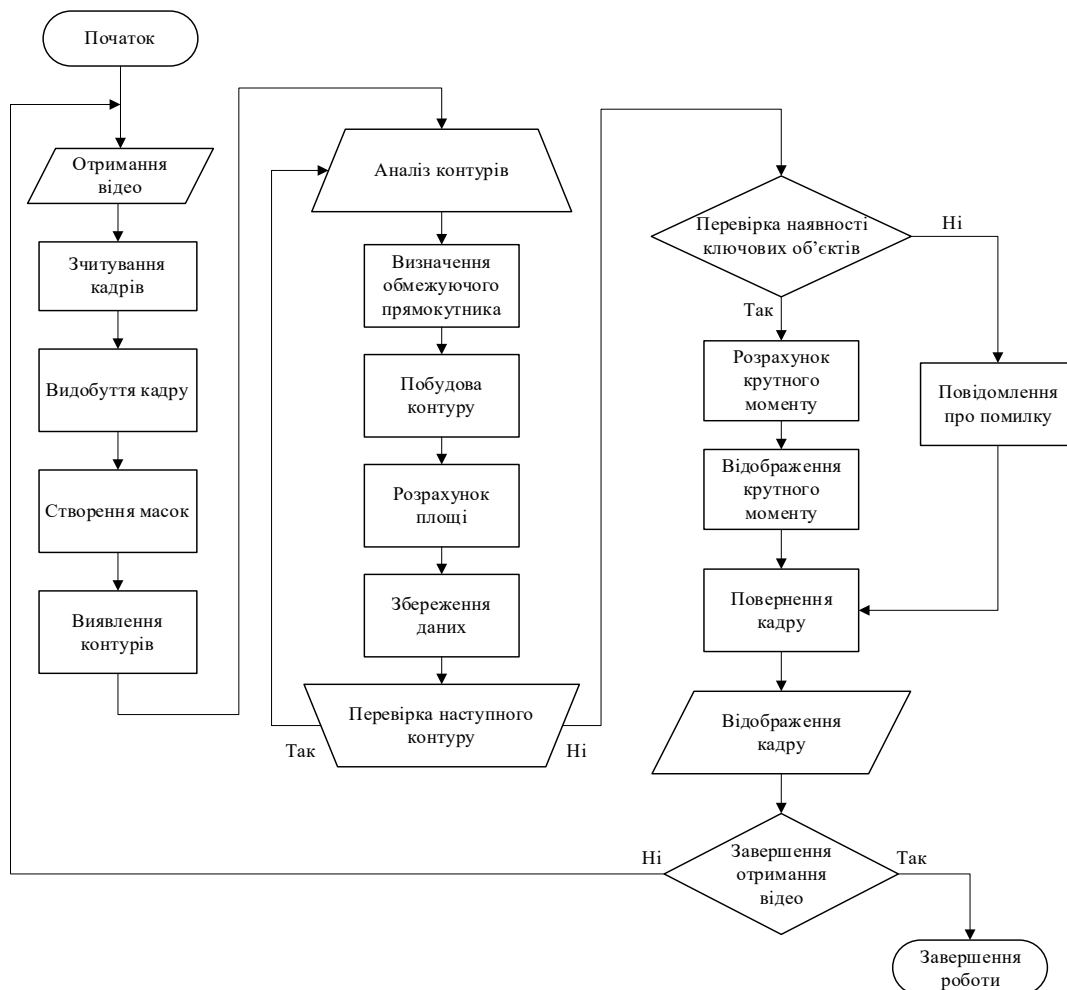 Початок
Отримання
відео
Зчитування
кадрів
Видобуття кадру
Створення масок
Виявлення
контурів
Аналіз контурів
Визначення
обмежуючого
прямокутника
Побудова
контуру
Розрахунок
площі
Збереження
даних
Перевірка наступного
контуру
Так
Ні
Перевірка наявності
ключових об’єктів
Ні
Так
Розрахунок
крутного
моменту
Повідомлення
про помилку
Відображення
крутного
моменту
Повернення
кадру
Відображення
кадру
Завершення
отримання
відео
Ні
Так
Завершення
роботи